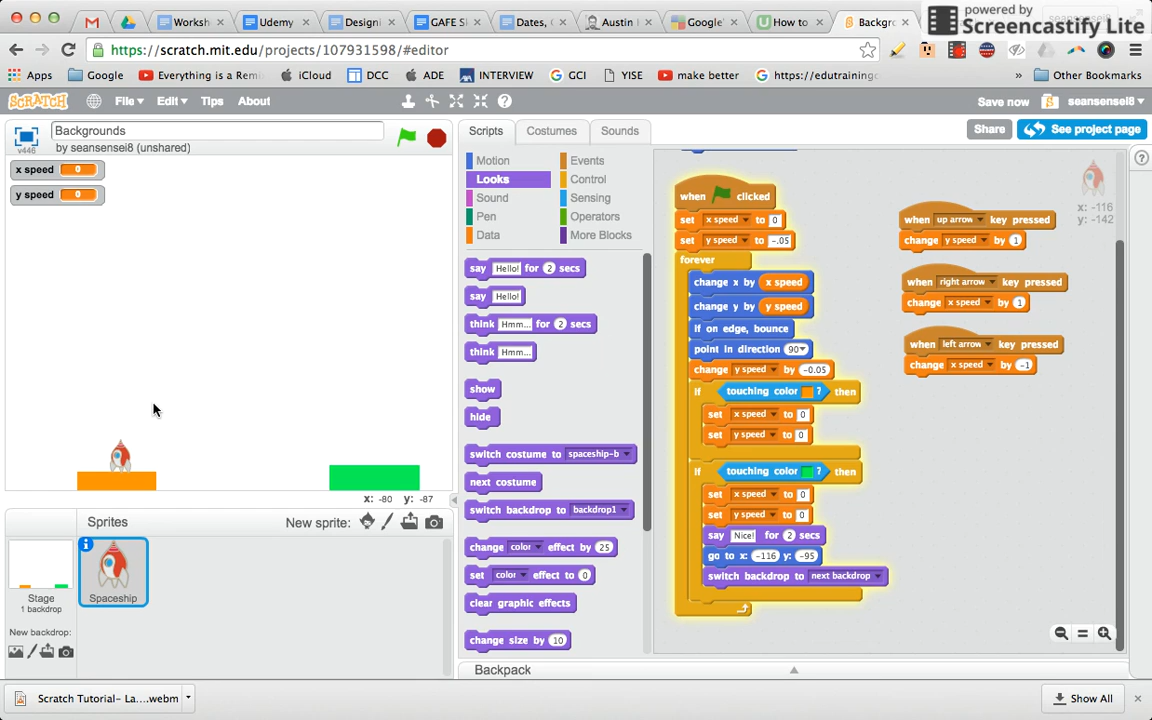 powered by
Screencastify Lite
Worksh
Udemy
Designi
GAFE S
Dates, C
Austin
Google'
How to
Backgro
https://scratch.mit.edu/projects/107931598/#editor
Apps
Google
Everything is a Remi
iCloud
DCC
ADE
INTERVIEW
GCI
YISE
make better
https://edutraining
»
Other Bookmarks
SCRATCH
File
Edit
Tips
About
Save now
seansensei8
v446
Backgrounds
by seansensei8 (unshared)
Scripts
Costumes
Sounds
Share
See project page
x speed 0
y speed 0
Motion
Looks
Sound
Pen
Data
Events
Control
Sensing
Operators
More Blocks
say Hello! for 2 secs
say Hello!
think Hmm... for 2 secs
think Hmm...
show
hide
switch costume to spaceship-b
next costume
switch backdrop to backdrop1
change color effect by 25
set color effect to 0
clear graphic effects
change size by 10
when clicked
set x speed to 0
set y speed to -.05
forever
change x by x speed
change y by y speed
if on edge, bounce
point in direction 90
change y speed by -0.05
if touching color ? then
set x speed to 0
set y speed to 0
if touching color ? then
set x speed to 0
set y speed to 0
say Nice! for 2 secs
go to x: -116 y: -95
switch backdrop to next backdrop
when up arrow key pressed
change y speed by 1
when right arrow key pressed
change x speed by 1
when left arrow key pressed
change x speed by -1
x: -116
y: -142
x: -80 y: -87
Sprites
New sprite:
Stage
1 backdrop
New backdrop:
Spaceship
Backpack
Scratch Tutorial- La....webm
Show All